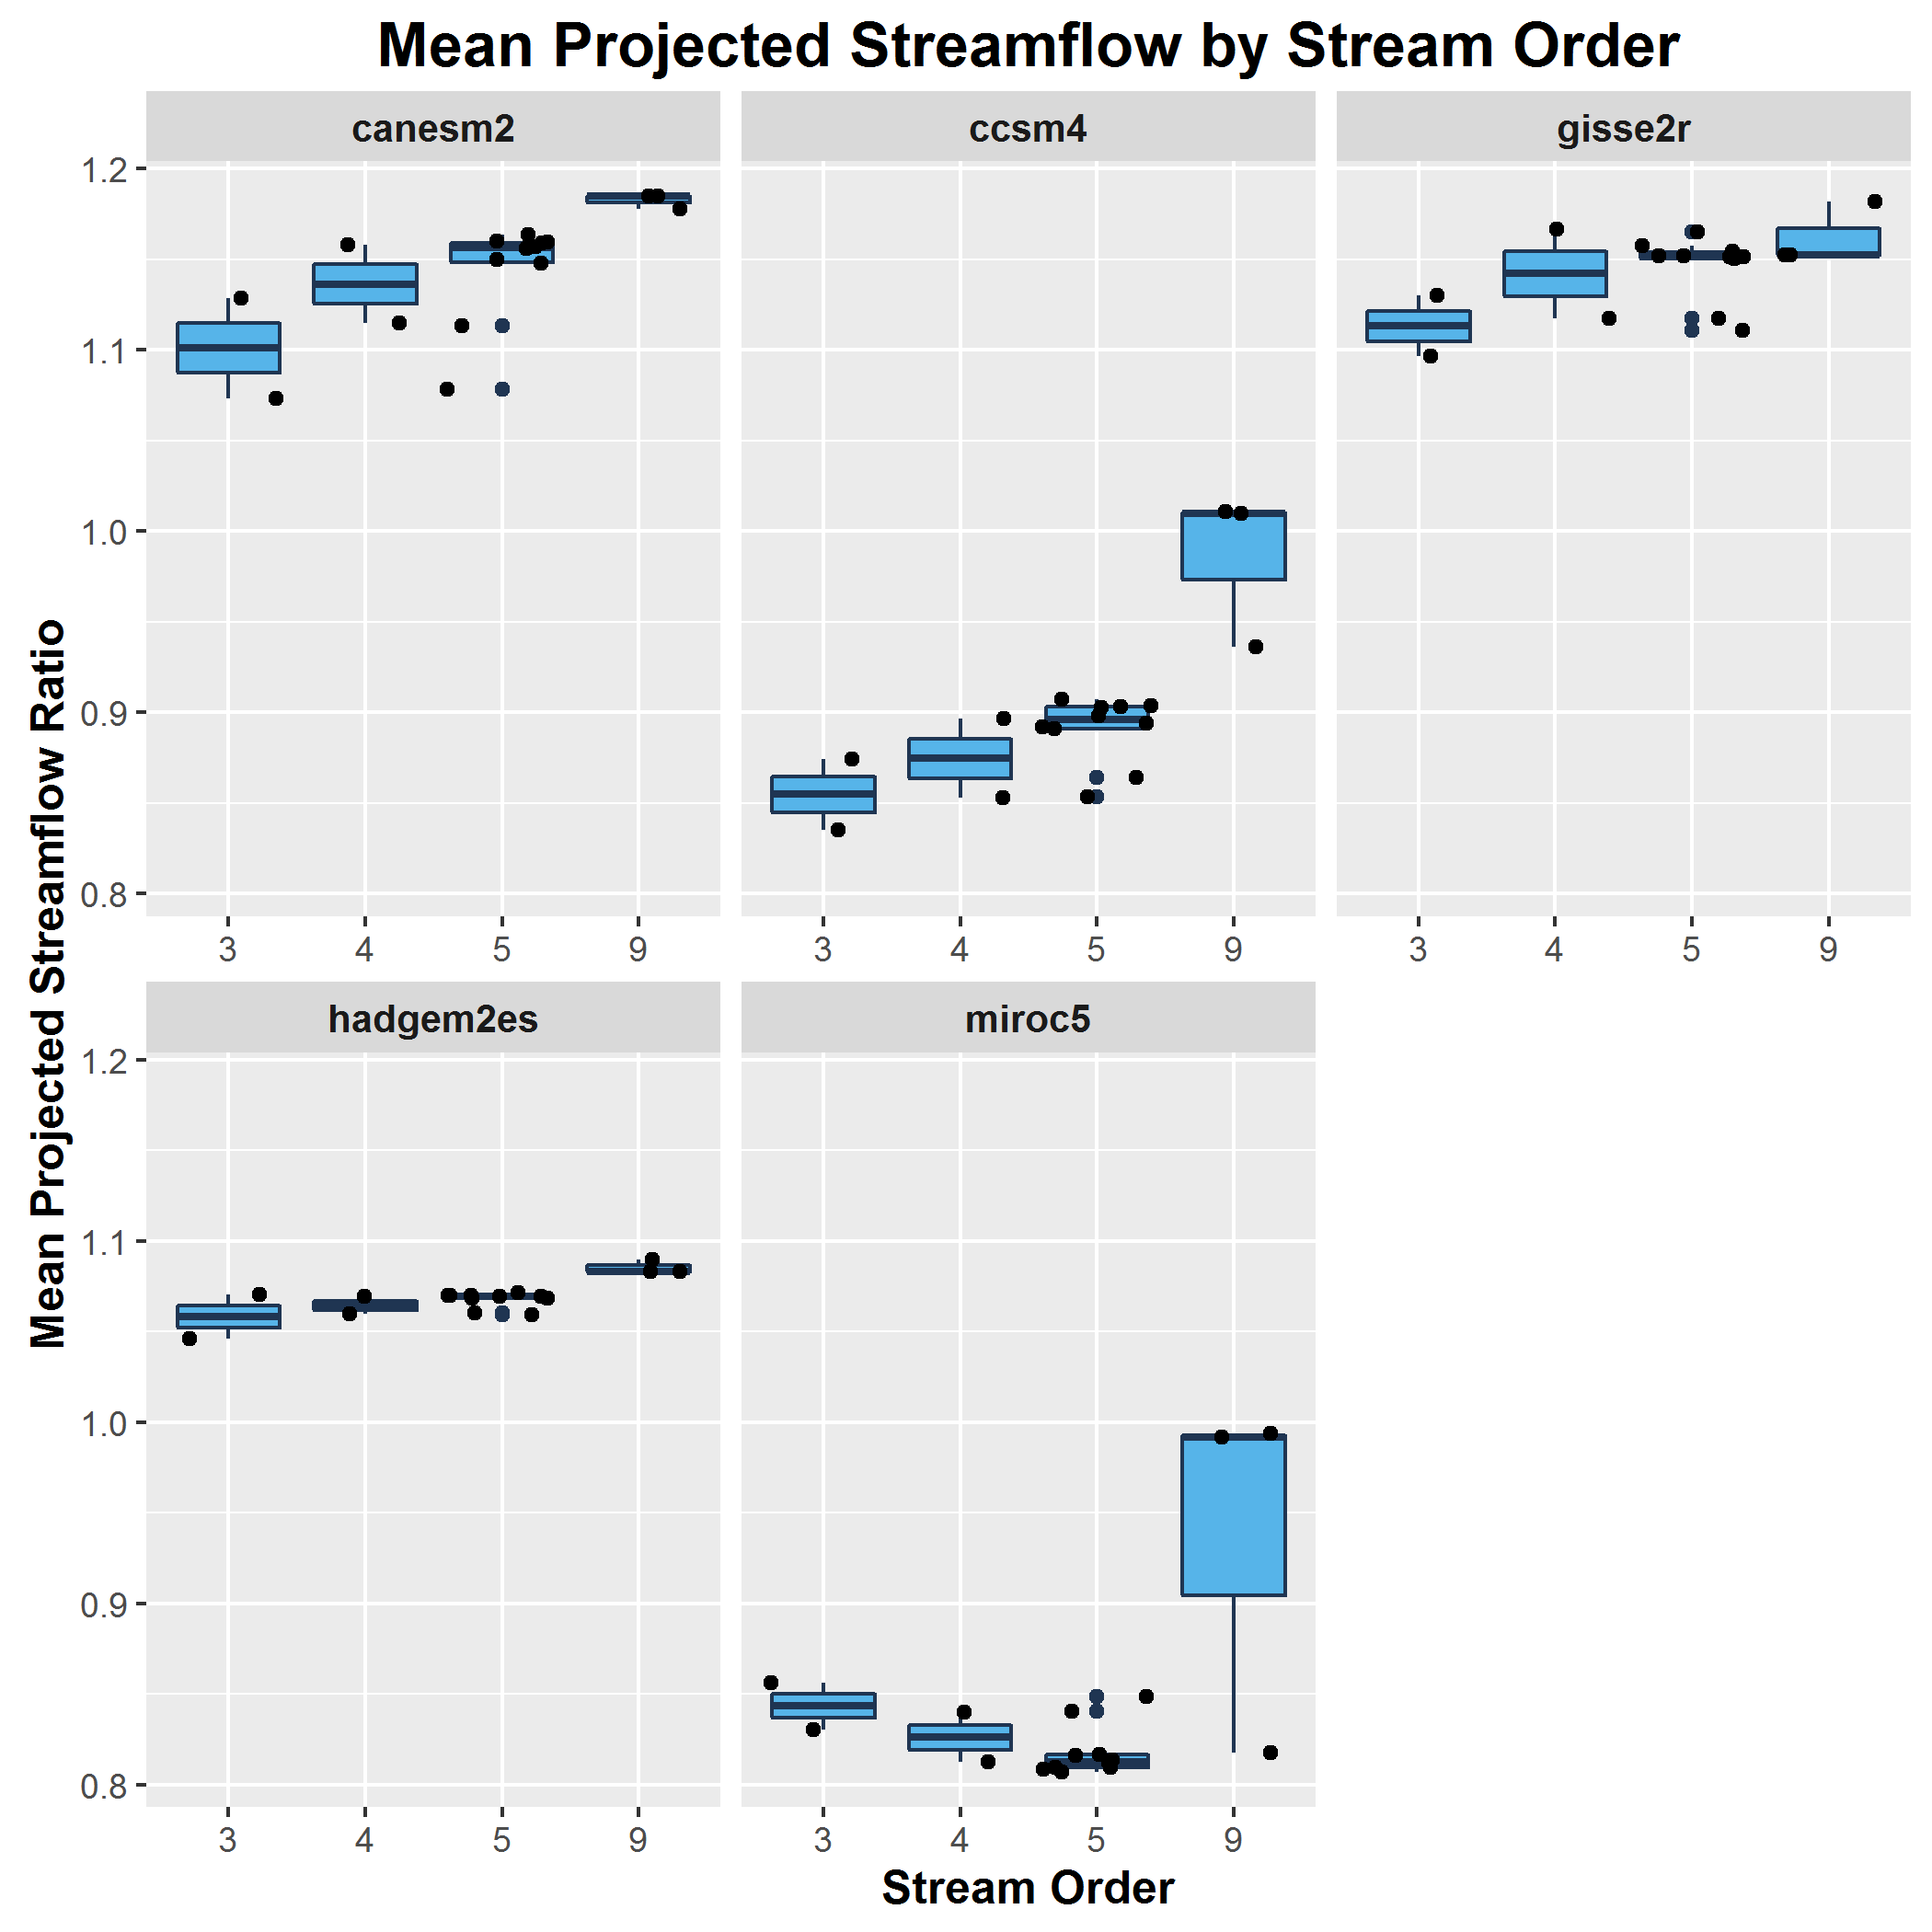 Mean Projected Streamflow by Stream Order
canesm2
ccsm4
gisse2r
1.2
1.1
1.0
0.9
0.8
3 4 5 9
3 4 5 9
3 4 5 9
Mean Projected Streamflow Ratio
hadgem2es
miroc5
1.2
1.1
1.0
0.9
0.8
3 4 5 9
3 4 5 9
Stream Order